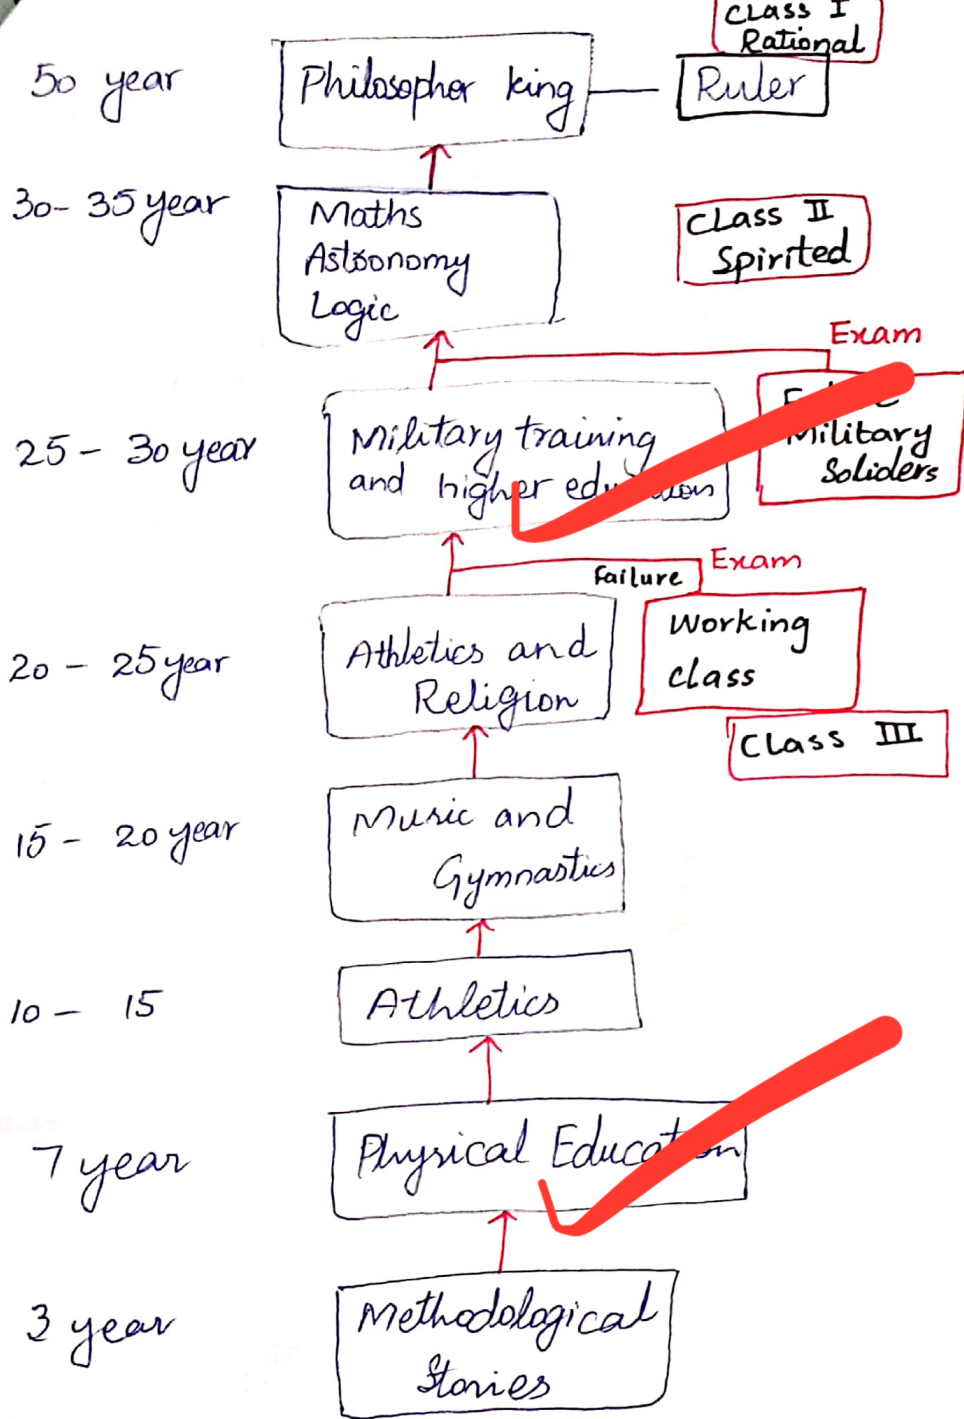 Class I
Rational
50 year
Philosopher king
Ruler
30 - 35 year
Maths
Astronomy
Logic
Class II
Spirited
Exam
25 - 30 year
Military training
and higher education
Military
Soliders
Exam
Failure
20 - 25 year
Athletics and
Religion
Working
class
Class III
15 - 20 year
Music and
Gymnastics
10 - 15
Athletics
7 year
Physical Education
3 year
Methodological
Stories